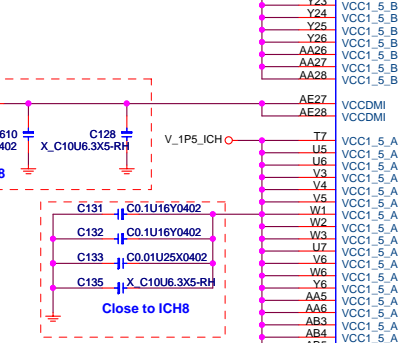 Y23 VCC1_5_B
Y24 VCC1_5_B
Y25 VCC1_5_B
Y26 VCC1_5_B
AA26 VCC1_5_B
AA27 VCC1_5_B
AA28 VCC1_5_B
AE27 VCCDMI
AE28 VCCDMI
610 C128
402 X_C10U6.3X5-RH
8
V_1P5_ICH
T7 VCC1_5_A
U5 VCC1_5_A
U6 VCC1_5_A
V3 VCC1_5_A
V4 VCC1_5_A
V5 VCC1_5_A
W1 VCC1_5_A
W2 VCC1_5_A
W3 VCC1_5_A
U7 VCC1_5_A
V6 VCC1_5_A
W6 VCC1_5_A
Y6 VCC1_5_A
AA5 VCC1_5_A
AA6 VCC1_5_A
AB3 VCC1_5_A
AB4 VCC1_5_A
C131 C0.1U16Y0402
C132 C0.1U16Y0402
C133 C0.01U25X0402
C135 X_C10U6.3X5-RH
Close to ICH8